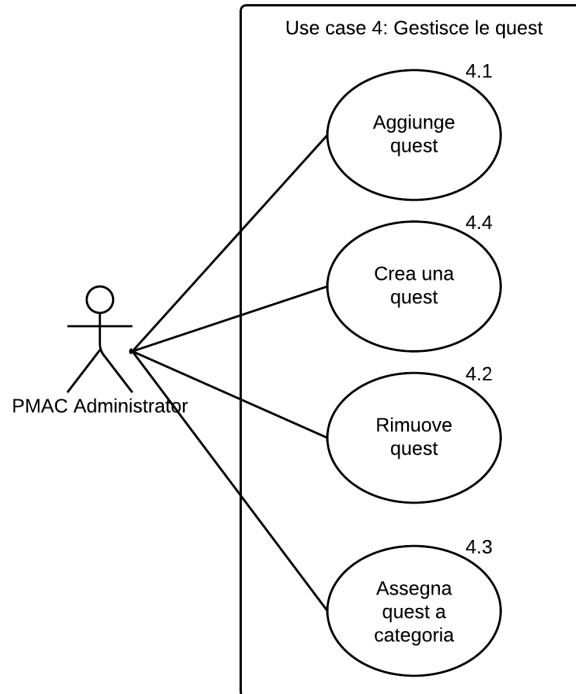 Use case 4: Gestisce le quest
4.1
Aggiunge
quest
4.4
Crea una
quest
PMAC Administrator
4.2
Rimuove
quest
4.3
Assegna
quest a
categoria